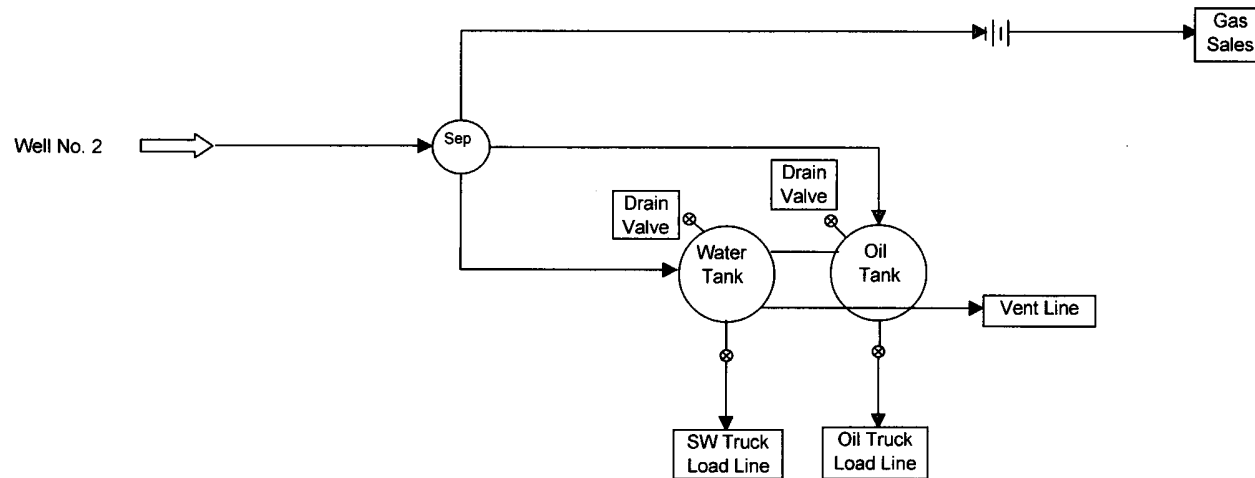 Gas
Sales
Well No. 2
Sep
Drain
Valve
Drain
Valve
Water
Tank
Oil
Tank
Vent Line
SW Truck
Load Line
Oil Truck
Load Line